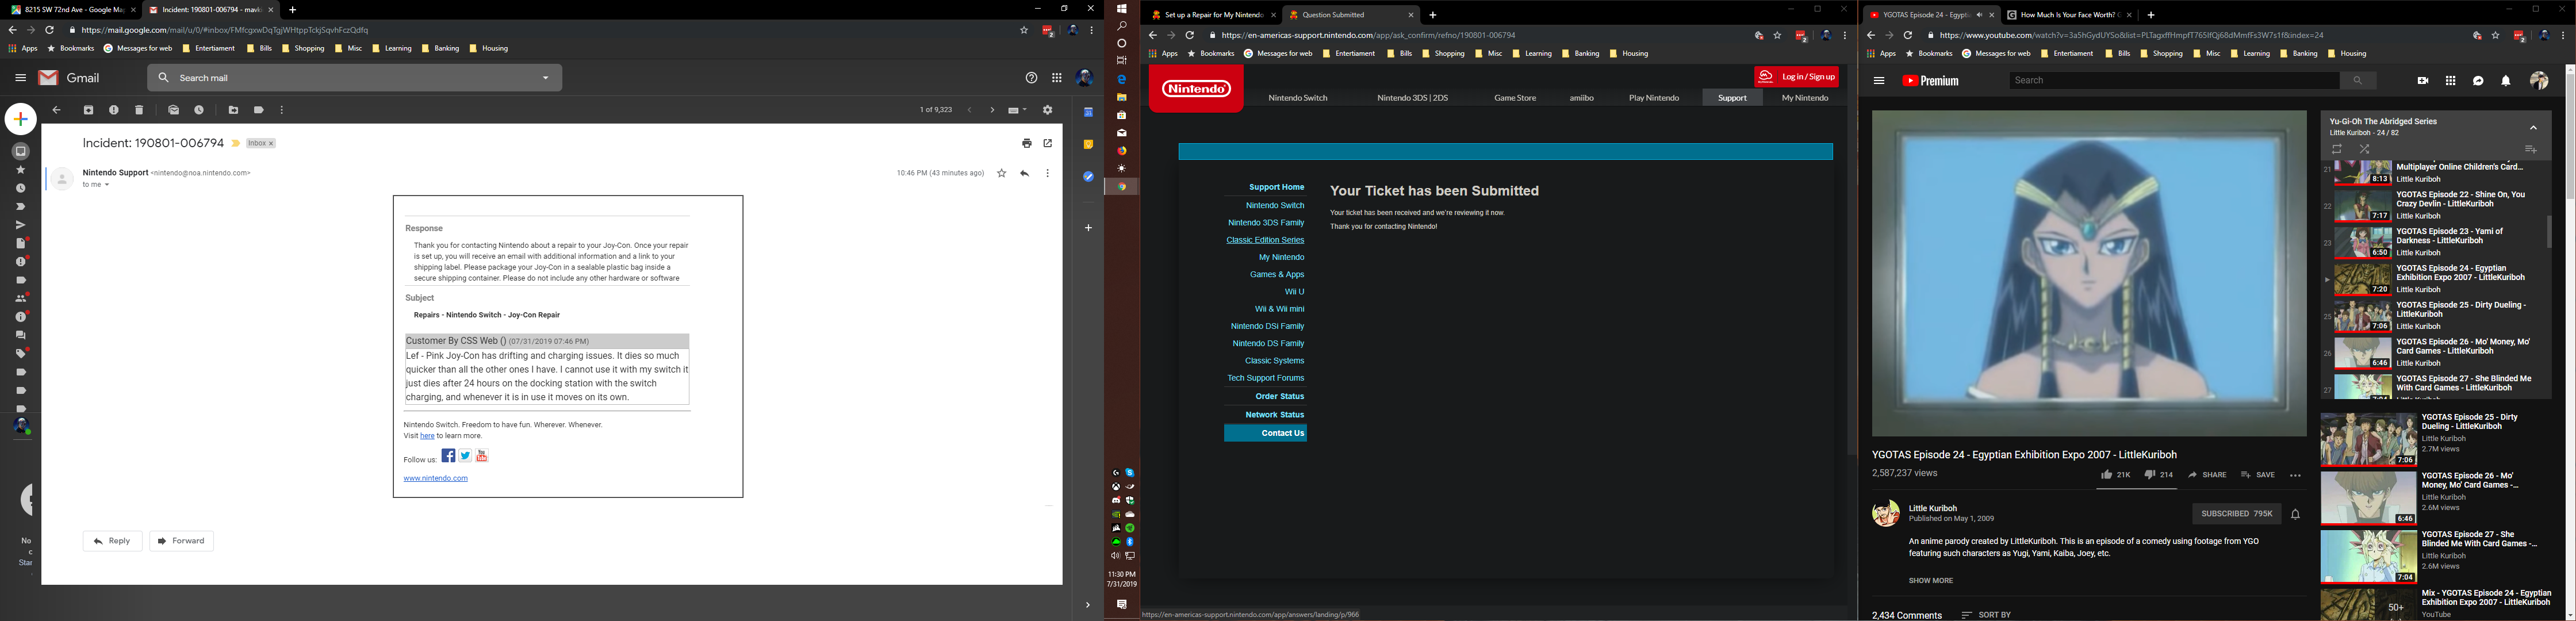 8215 SW 72nd Ave - Google Ma
Incident: 190801-006794 - mavki
https://mail.google.com/mail/u/0/#inbox/FMfcgxwDqTgjWHtppTckjSqvhFczQdfq
Apps Bookmarks Messages for web Entertiament Bills Shopping Misc Learning Banking Housing
Gmail
Search mail
1 of 9,323
Incident: 190801-006794
Inbox x
Nintendo Support <nintendo@noa.nintendo.com>
10:46 PM (43 minutes ago)
to me
Response
Thank you for contacting Nintendo about a repair to your Joy-Con. Once your repair
is set up, you will receive an email with additional information and a link to your
shipping label. Please package your Joy-Con in a sealable plastic bag inside a
secure shipping container. Please do not include any other hardware or software
Subject
Repairs - Nintendo Switch - Joy-Con Repair
Customer By CSS Web () (07/31/2019 07:46 PM)
Lef - Pink Joy-Con has drifting and charging issues. It dies so much
quicker than all the other ones I have. I cannot use it with my switch it
just dies after 24 hours on the docking station with the switch
charging, and whenever it is in use it moves on its own.
Nintendo Switch. Freedom to have fun. Wherever. Whenever.
Visit here to learn more.
Follow us:
www.nintendo.com
Reply
Forward
No
c
Star
11:30 PM
7/31/2019
Set up a Repair for My Nintendo
Question Submitted
https://en-americas-support.nintendo.com/app/ask_confirm/refno/190801-006794
Apps Bookmarks Messages for web Entertiament Bills Shopping Misc Learning Banking Housing
Nintendo
Log in / Sign up
Nintendo Switch
Nintendo 3DS | 2DS
Game Store
amiibo
Play Nintendo
Support
My Nintendo
Support Home
Nintendo Switch
Nintendo 3DS Family
Classic Edition Series
My Nintendo
Games & Apps
Wii U
Wii & Wii mini
Nintendo DSi Family
Nintendo DS Family
Classic Systems
Tech Support Forums
Order Status
Network Status
Contact Us
Your Ticket has been Submitted
Your ticket has been received and we're reviewing it now.
Thank you for contacting Nintendo!
https://en-americas-support.nintendo.com/app/answers/landing/p/966
YGOTAS Episode 24 - Egypti
How Much Is Your Face Worth? G
https://www.youtube.com/watch?v=3a5hGydUYSo&list=PLTagxffHmpfT765IfQj68dMmfFs3W7s1f&index=24
Apps Bookmarks Messages for web Entertiament Bills Shopping Misc Learning Banking Housing
Premium
Search
YGOTAS Episode 24 - Egyptian Exhibition Expo 2007 - LittleKuriboh
2,587,237 views
21K
214
SHARE
SAVE
Little Kuriboh
Published on May 1, 2009
SUBSCRIBED 795K
An anime parody created by LittleKuriboh. This is an episode of a comedy using footage from YGO
featuring such characters as Yugi, Yami, Kaiba, Joey, etc.
SHOW MORE
2,434 Comments
SORT BY
Yu-Gi-Oh The Abridged Series
Little Kuriboh - 24 / 82
21
8:13
Multiplayer Online Children's Card...
Little Kuriboh
22
7:17
YGOTAS Episode 22 - Shine On, You
Crazy Devlin - LittleKuriboh
Little Kuriboh
23
6:50
YGOTAS Episode 23 - Yami of
Darkness - LittleKuriboh
Little Kuriboh
7:20
YGOTAS Episode 24 - Egyptian
Exhibition Expo 2007 - LittleKuriboh
Little Kuriboh
25
7:06
YGOTAS Episode 25 - Dirty Dueling -
LittleKuriboh
Little Kuriboh
26
6:46
YGOTAS Episode 26 - Mo' Money, Mo'
Card Games - LittleKuriboh
Little Kuriboh
27
YGOTAS Episode 27 - She Blinded Me
With Card Games - LittleKuriboh
7:06
YGOTAS Episode 25 - Dirty
Dueling - LittleKuriboh
Little Kuriboh
2.7M views
6:46
YGOTAS Episode 26 - Mo'
Money, Mo' Card Games -...
Little Kuriboh
2.6M views
7:04
YGOTAS Episode 27 - She
Blinded Me With Card Games -...
Little Kuriboh
2.6M views
50+
Mix - YGOTAS Episode 24 - Egyptian
Exhibition Expo 2007 - LittleKuriboh
YouTube